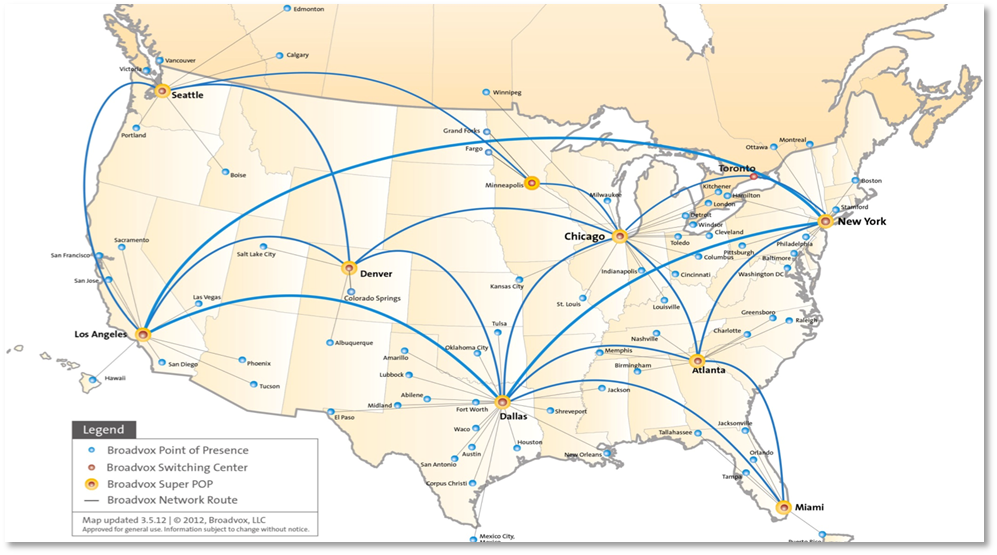 Edmonton
Calgary
Vancouver
Victoria
Seattle
Winnipeg
Portland
Grand Forks
Fargo
Boise
Minneapolis
Montreal
Ottawa
Toronto
Kitchener
Hamilton
London
Boston
Stamford
New York
Milwaukee
Detroit
Windsor
Chicago
Toledo
Cleveland
Philadelphia
Pittsburgh
Baltimore
Columbus
Washington DC
Sacramento
San Francisco
Salt Lake City
Denver
Indianapolis
Cincinnati
San Jose
Kansas City
Colorado Springs
Las Vegas
St. Louis
Louisville
Greensboro
Raleigh
Los Angeles
Tulsa
Nashville
Charlotte
Albuquerque
Oklahoma City
Amarillo
Memphis
Birmingham
Atlanta
San Diego
Phoenix
Lubbock
Hawaii
Tucson
Abilene
Jackson
Midland
Fort Worth
Dallas
Shreveport
El Paso
Waco
Jacksonville
Tallahassee
Houston
Austin
New Orleans
Orlando
San Antonio
Tampa
Corpus Christi
Miami
Mexico City,
Legend
Broadvox Point of Presence
Broadvox Switching Center
Broadvox Super POP
Broadvox Network Route
Map updated 3.5.12 | © 2012, Broadvox, LLC
Approved for general use. Information subject to change without notice.